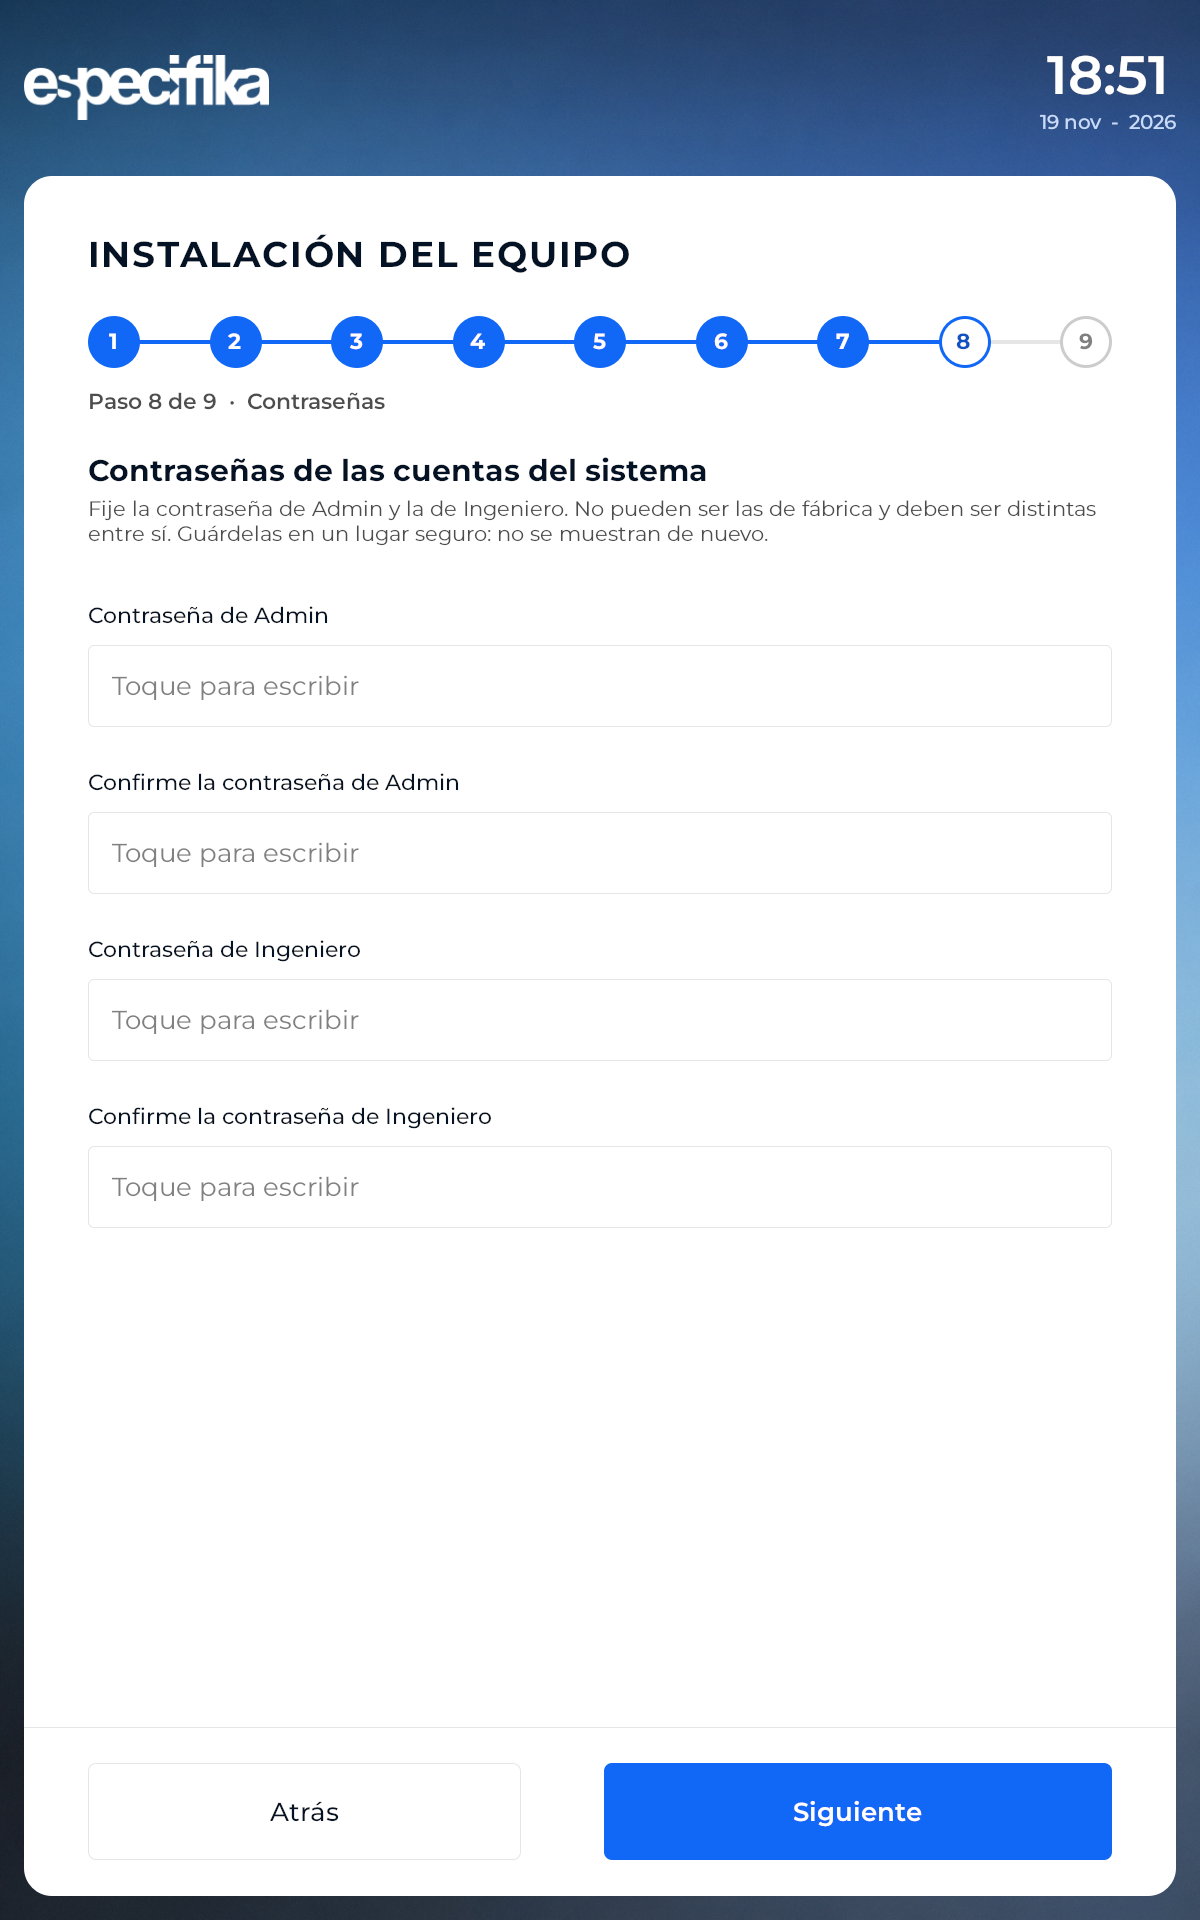 especifika
18:51
19 nov - 2026
INSTALACIÓN DEL EQUIPO
1 2 3 4 5 6 7 8 9
Paso 8 de 9 · Contraseñas
Contraseñas de las cuentas del sistema
Fije la contraseña de Admin y la de Ingeniero. No pueden ser las de fábrica y deben ser distintas
entre sí. Guárdelas en un lugar seguro: no se muestran de nuevo.
Contraseña de Admin
Toque para escribir
Confirme la contraseña de Admin
Toque para escribir
Contraseña de Ingeniero
Toque para escribir
Confirme la contraseña de Ingeniero
Toque para escribir
Atrás
Siguiente